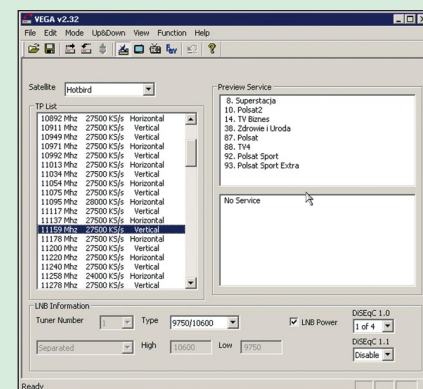 VEGA v2.32
File Edit Mode Up&Down View Function Help
Satellite Hotbird
TP List
10892 Mhz 27500 KS/s Horizontal
10911 Mhz 27500 KS/s Vertical
10949 Mhz 27500 KS/s Vertical
10971 Mhz 27500 KS/s Horizontal
10992 Mhz 27500 KS/s Vertical
11013 Mhz 27500 KS/s Horizontal
11034 Mhz 27500 KS/s Vertical
11054 Mhz 27500 KS/s Horizontal
11075 Mhz 27500 KS/s Vertical
11095 Mhz 28000 KS/s Horizontal
11117 Mhz 27500 KS/s Vertical
11137 Mhz 27500 KS/s Horizontal
11159 Mhz 27500 KS/s Vertical
11178 Mhz 27500 KS/s Horizontal
11200 Mhz 27500 KS/s Vertical
11220 Mhz 27500 KS/s Horizontal
11240 Mhz 27500 KS/s Vertical
11258 Mhz 24000 KS/s Horizontal
11278 Mhz 27500 KS/s Vertical
Preview Service
8. Superstacja
10. Polsat2
14. TV Biznes
38. Zdrowie i Uroda
87. Polsat
88. TV4
92. Polsat Sport
93. Polsat Sport Extra
No Service
LNB Information
Tuner Number 1 Type 9750/10600 LNB Power
Separated High 10600 Low 9750
DiSEqC 1.0
1 of 4
DiSEqC 1.1
Disable
Ready